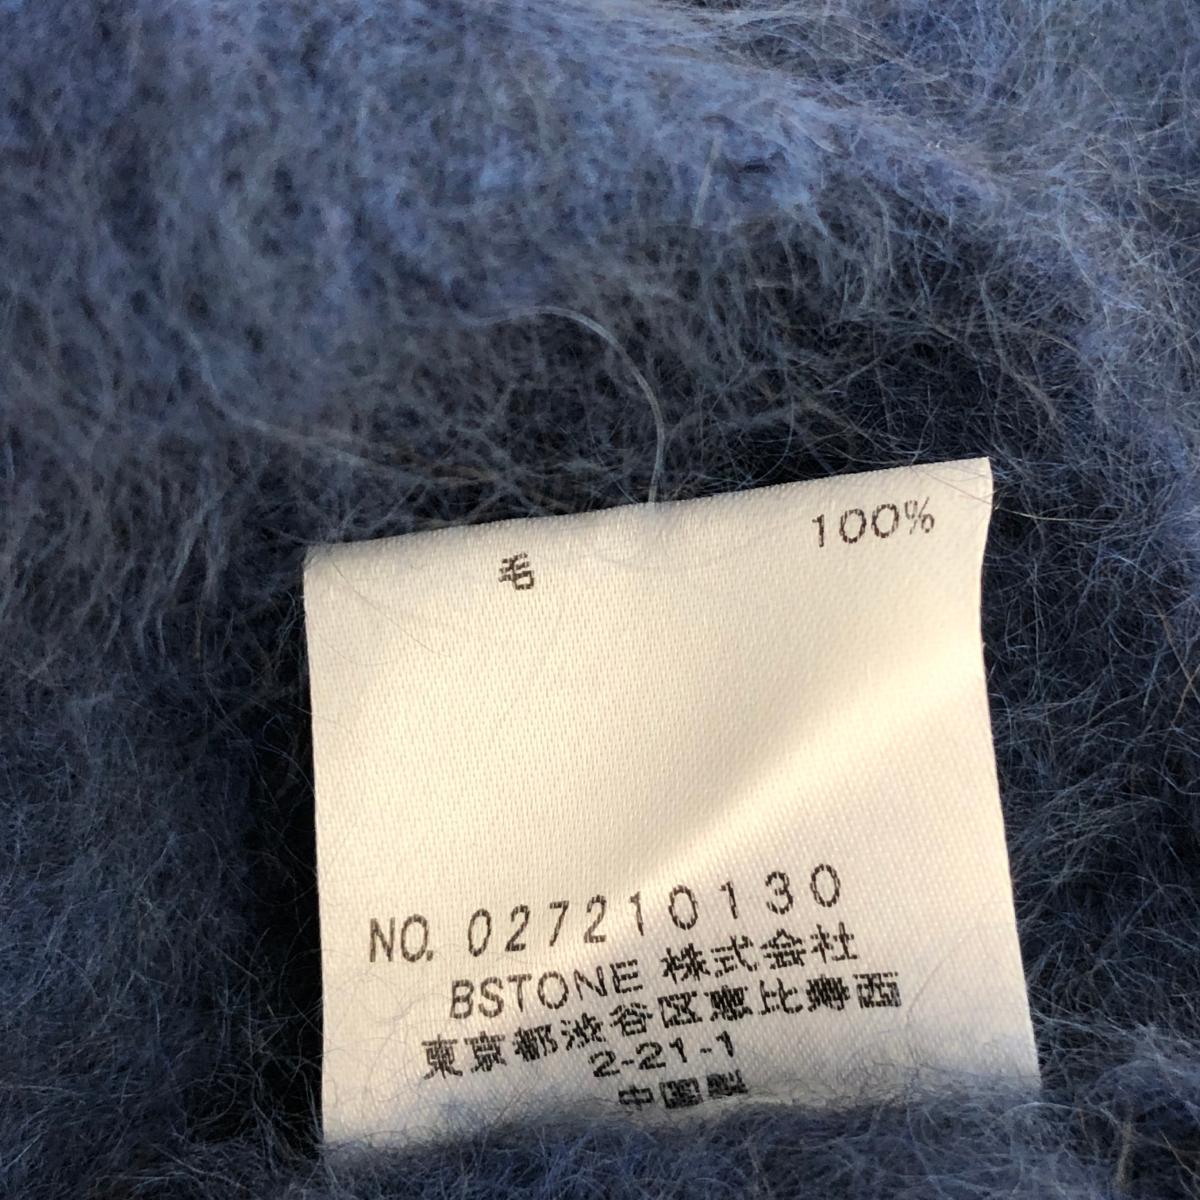 毛 100%
NO. 027210130
BSTONE 株式会社
東京都渋谷区恵比寿西
2-21-1
中国製